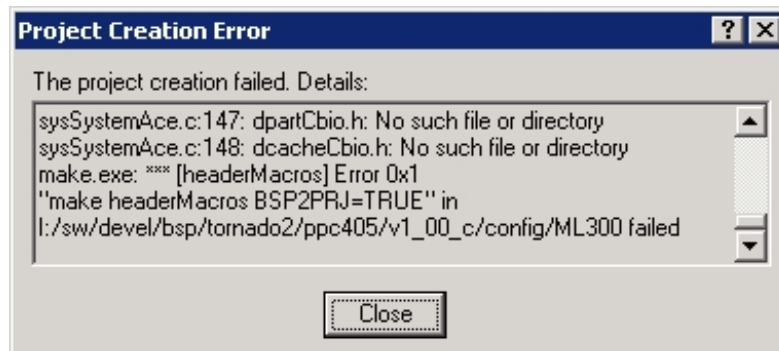 Project Creation Error
The project creation failed. Details:
sysSystemAce.c:147: dpartCbio.h: No such file or directory
sysSystemAce.c:148: dcacheCbio.h: No such file or directory
make.exe: *** [headerMacros] Error 0x1
"make headerMacros BSP2PRJ=TRUE" in
l:/sw/devel/bsp/tornado2/ppc405/v1_00_c/config/ML300 failed
Close